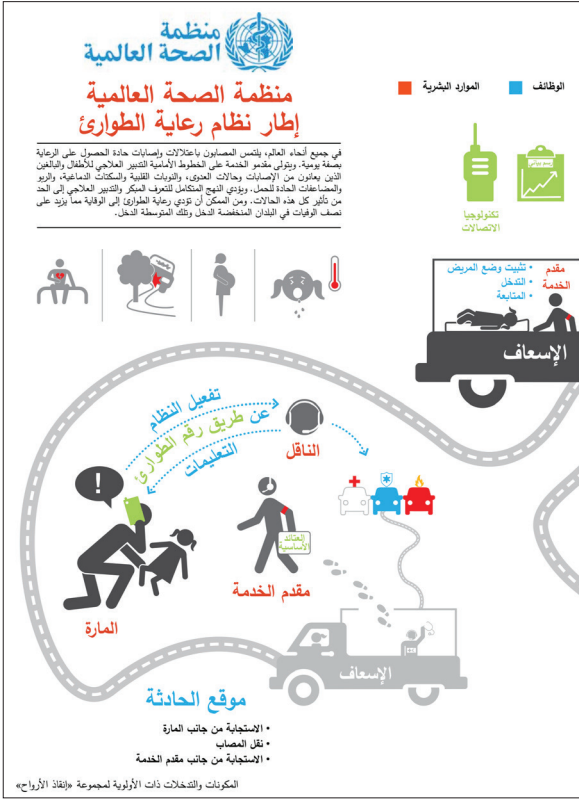 منظمة
الصحة العالمية
منظمة الصحة العالمية
إطار نظام رعاية الطوارئ
في جميع أنحاء العالم، يلتمس المصابون باعتلالات وإصابات حادة الحصول على الرعاية
بصفة يومية. ويتولى مقدمو الخدمة على الخطوط الأمامية التدبير العلاجي للأطفال والبالغين
الذين يعانون من الإصابات وحالات العدوى، والنوبات القلبية والسكتات الدماغية، والربو
والمضاعفات الحادة للحمل. ويؤدي النهج المتكامل للتعرف المبكر والتدبير العلاجي إلى الحد
من تأثير كل هذه الحالات. ومن الممكن أن تؤدي رعاية الطوارئ إلى الوقاية مما يزيد على
نصف الوفيات في البلدان المنخفضة الدخل وتلك المتوسطة الدخل.
الوظائف
الموارد البشرية
رسم بياني
تكنولوجيا
الاتصالات
مقدم
الخدمة
• تثبيت وضع المريض
• التدخل
• المتابعة
الإسعاف
تفعيل النظام
عن طريق رقم الطوارئ
التعليمات
الناقل
!
العتائد
الأساسية
مقدم الخدمة
المارة
الإسعاف
موقع الحادثة
• الاستجابة من جانب المارة
• نقل المصاب
• الاستجابة من جانب مقدم الخدمة
المكونات والتدخلات ذات الأولوية لمجموعة «إنقاذ الأرواح»